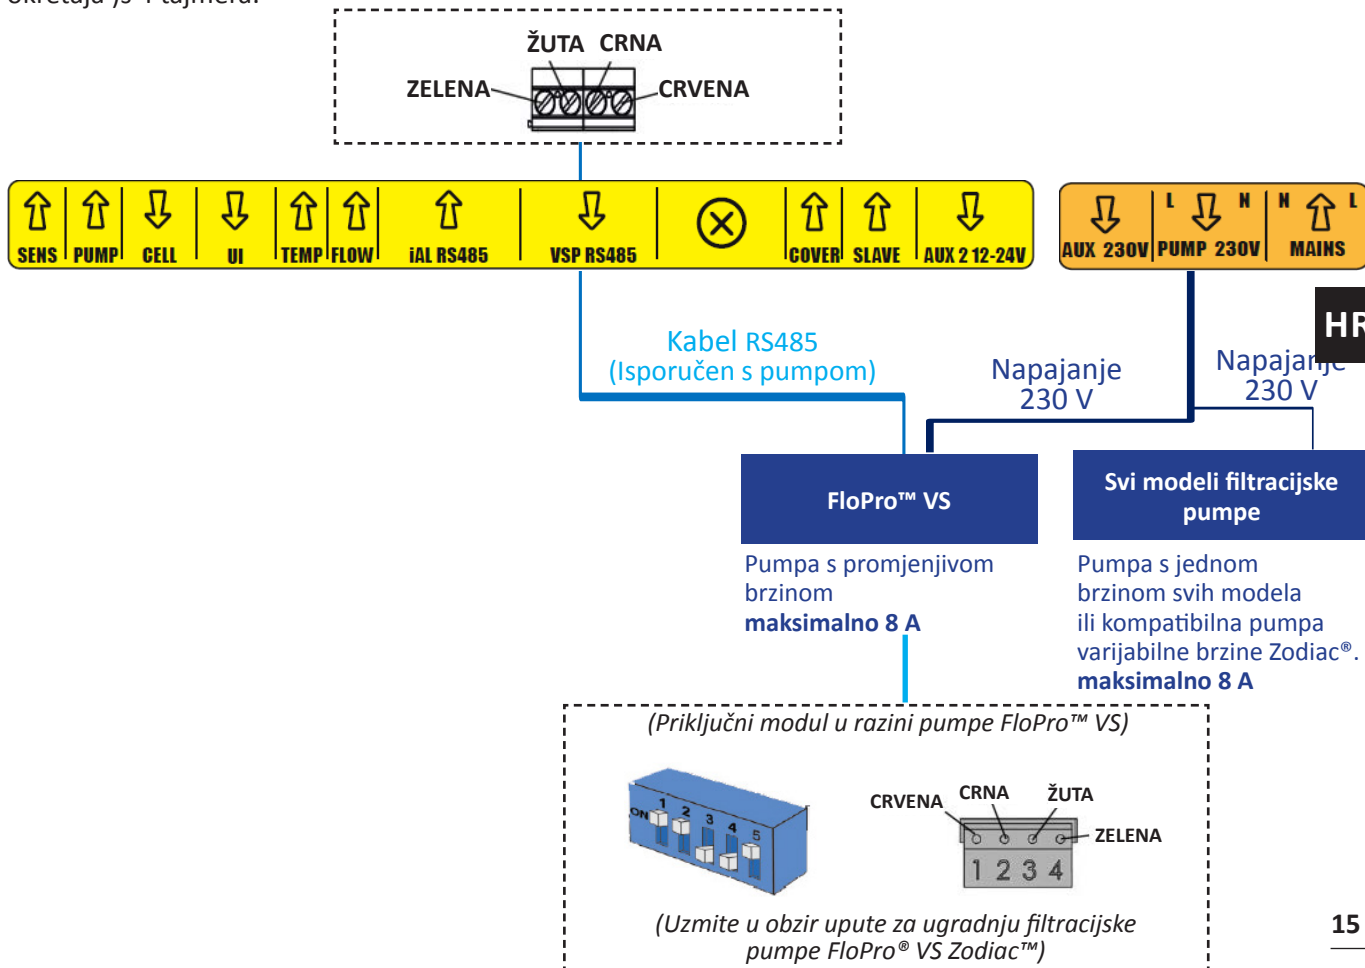 ŽUTA CRNA
ZELENA CRVENA
SENS PUMP CELL UI TEMP FLOW iAL RS485 VSP RS485 COVER SLAVE AUX 2 12-24V
L N N L
AUX 230V PUMP 230V MAINS
HR
Kabel RS485
(Isporučen s pumpom)
Napajanje
230 V
Napajanje
230 V
FloPro™ VS
Svi modeli filtracijske
pumpe
Pumpa s promjenjivom
brzinom
maksimalno 8 A
Pumpa s jednom
brzinom svih modela
ili kompatibilna pumpa
varijabilne brzine Zodiac®.
maksimalno 8 A
(Priključni modul u razini pumpe FloPro™ VS)
ON 1 2 3 4 5
CRVENA CRNA ŽUTA
ZELENA
1 2 3 4
(Uzmite u obzir upute za ugradnju filtracijske
pumpe FloPro® VS Zodiac™)
15